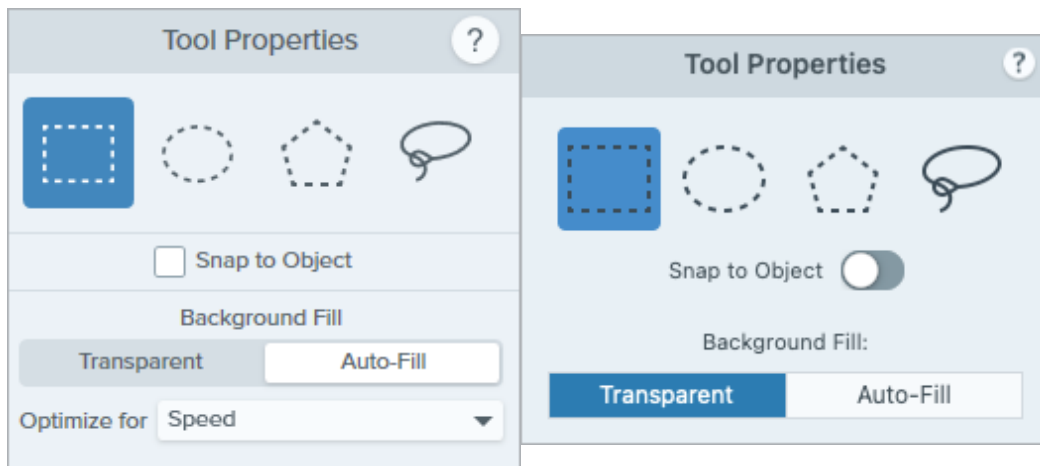 Tool Properties ?
Snap to Object
Background Fill
Transparent Auto-Fill
Optimize for Speed
Tool Properties ?
Snap to Object
Background Fill:
Transparent Auto-Fill